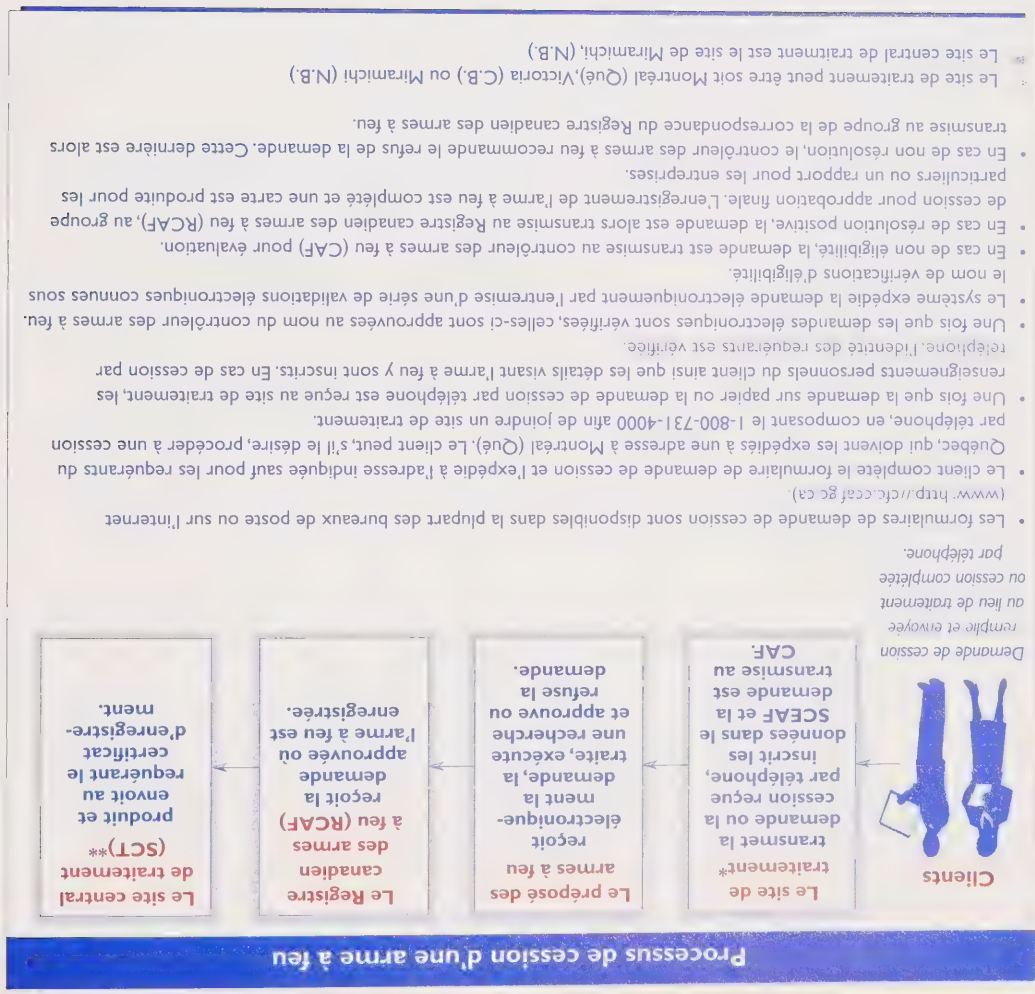 Processus de cession d'une arme à feu
Clients
Demande de cession
remplie et envoyée
au lieu de traitement
ou cession complétée
par téléphone.
Le site de
traitement*
transmet la
demande ou la
cession reçue
par téléphone,
inscrit les
données dans le
SCEAF et la
demande est
transmise au
CAF.
Le préposé des
armes à feu
reçoit
électronique-
ment la
demande, la
traite, exécute
une recherche
et approuve ou
refuse la
demande.
Le Registre
canadien
des armes
à feu (RCAF)
reçoit la
demande
approuvée où
l'arme à feu est
enregistrée.
Le site central
de traitement
(SCT)**
produit et
envoit au
requérant le
certificat
d'enregistre-
ment.
• Les formulaires de demande de cession sont disponibles dans la plupart des bureaux de poste ou sur l'internet
(www. http://cfc.ccaf.gc.ca).
• Le client complète le formulaire de demande de cession et l'expédie à l'adresse indiquée sauf pour les requérants du
Québec, qui doivent les expédiés à une adresse à Montréal (Qué). Le client peut, s'il le désire, procéder à une cession
par téléphone, en composant le 1-800-731-4000 afin de joindre un site de traitement.
• Une fois que la demande sur papier ou la demande de cession par téléphone est reçue au site de traitement, les
renseignements personnels du client ainsi que les détails visant l'arme à feu y sont inscrits. En cas de cession par
téléphone, l'identité des requérants est vérifiée.
• Une fois que les demandes électroniques sont vérifiées, celles-ci sont approuvées au nom du contrôleur des armes à feu.
• Le système expédie la demande électroniquement par l'entremise d'une série de validations électroniques connues sous
le nom de vérifications d'éligibilité.
• En cas de non éligibilité, la demande est transmise au contrôleur des armes à feu (CAF) pour évaluation.
• En cas de résolution positive, la demande est alors transmise au Registre canadien des armes à feu (RCAF), au groupe
de cession pour approbation finale. L'enregistrement de l'arme à feu est complété et une carte est produite pour les
particuliers ou un rapport pour les entreprises.
• En cas de non résolution, le contrôleur des armes à feu recommande le refus de la demande. Cette dernière est alors
transmise au groupe de la correspondance du Registre canadien des armes à feu.
* Le site de traitement peut être soit Montréal (Qué), Victoria (C.B.) ou Miramichi (N.B.)
** Le site central de traitment est le site de Miramichi, (N.B.)